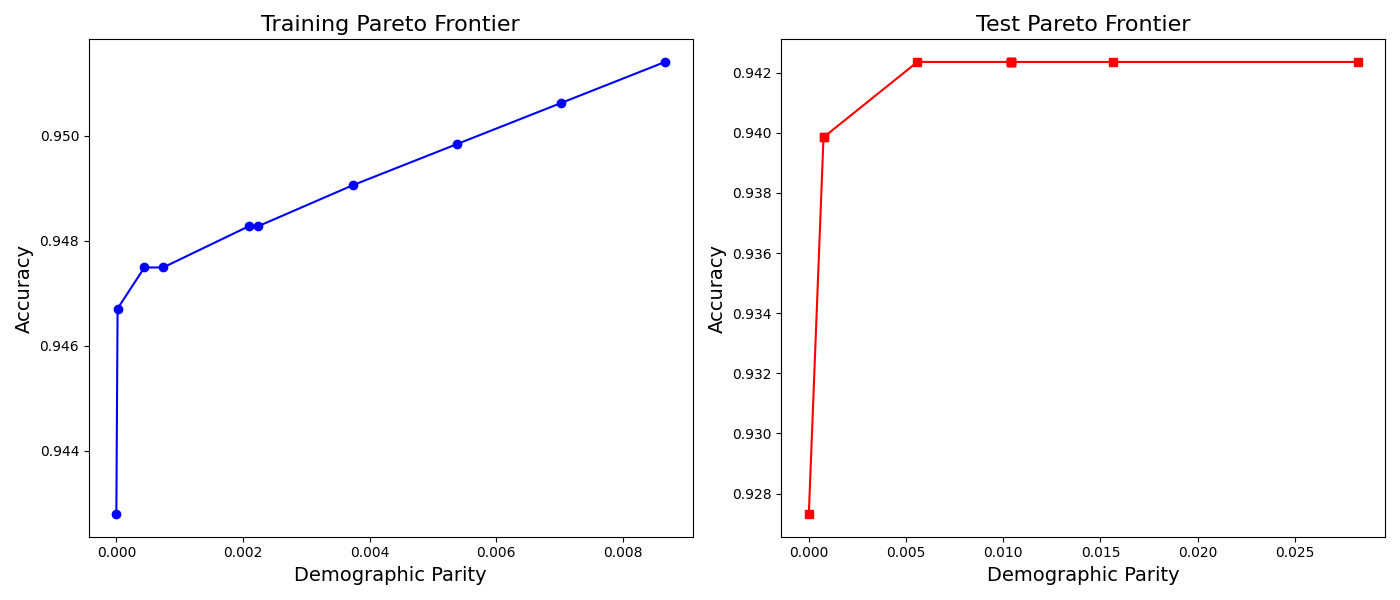 Training Pareto Frontier
Accuracy
0.950
0.948
0.946
0.944
0.000 0.002 0.004 0.006 0.008
Demographic Parity
Test Pareto Frontier
Accuracy
0.942
0.940
0.938
0.936
0.934
0.932
0.930
0.928
0.000 0.005 0.010 0.015 0.020 0.025
Demographic Parity